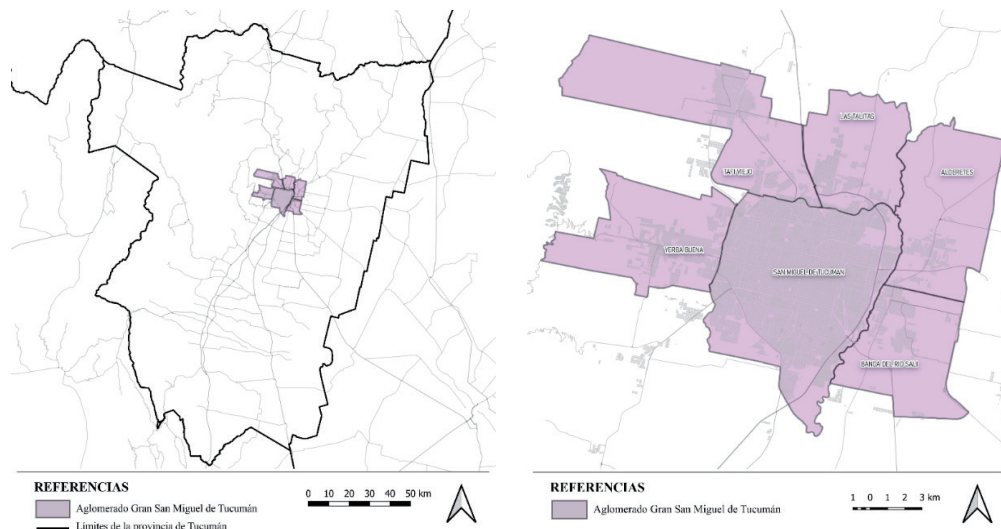 REFERENCIAS
Aglomerado Gran San Miguel de Tucumán
Límites de la provincia de Tucumán
0 10 20 30 40 50 km
LAS TALITAS
TAFI VIEJO
ALDERETES
YERBA BUENA
SAN MIGUEL DE TUCUMAN
BANDA DEL RIO SALI
REFERENCIAS
Aglomerado Gran San Miguel de Tucumán
1 0 1 2 3 km